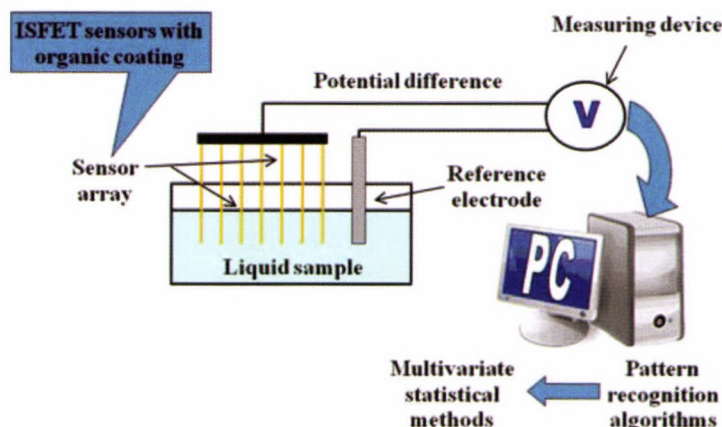 ISFET sensors with
organic coating
Measuring device
Potential difference
V
Sensor
array
Reference
electrode
Liquid sample
PC
Multivariate
statistical
methods
Pattern
recognition
algorithms